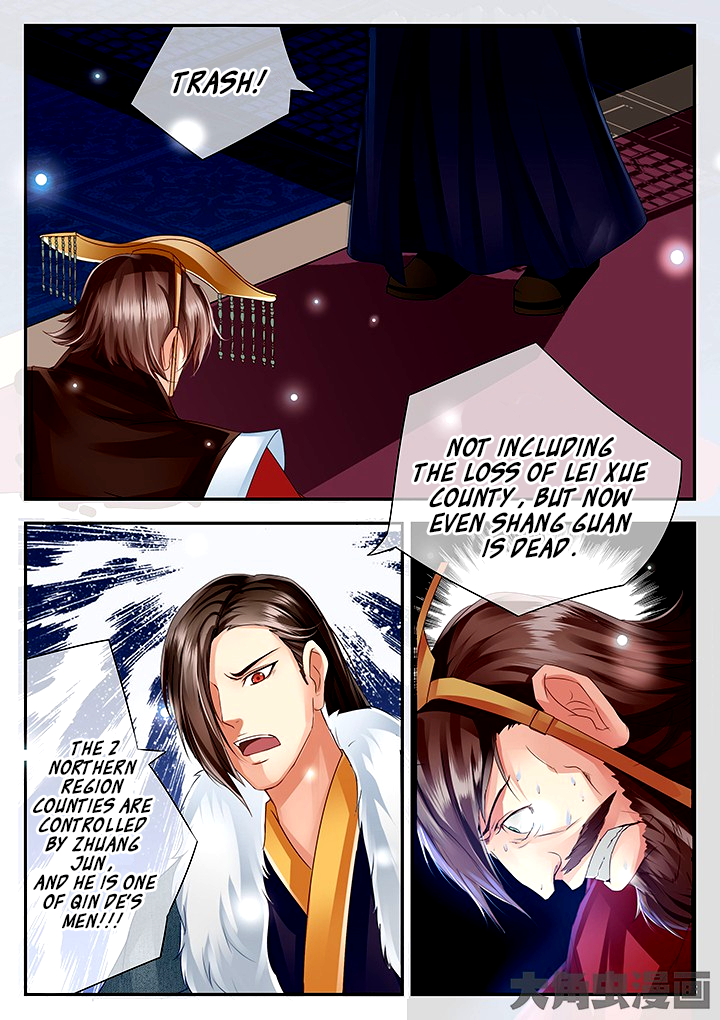 TRASH!
NOT INCLUDING
THE LOSS OF LEI XUE
COUNTY, BUT NOW
EVEN SHANG GUAN
IS DEAD.
THE 2
NORTHERN
REGION
COUNTIES ARE
CONTROLLED
BY ZHUANG
JUN,
AND HE IS ONE
OF QIN DE'S
MEN!!!
大角虫漫画